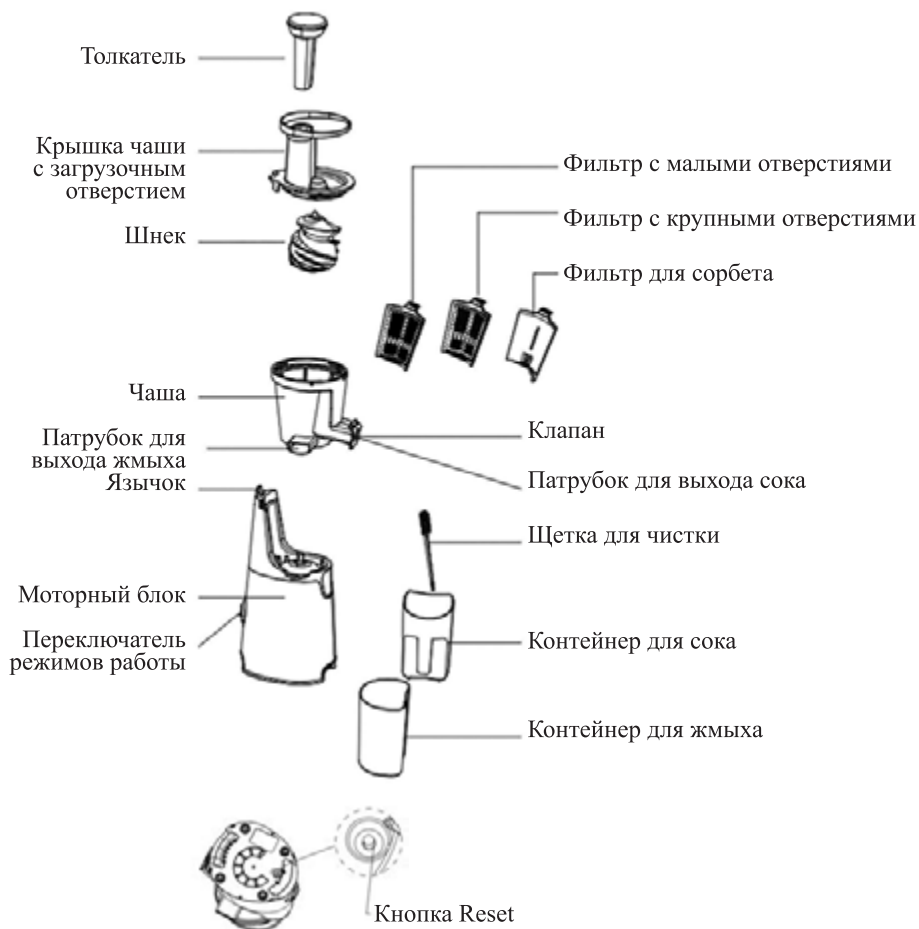 Толкатель
Крышка чаши
с загрузочным
отверстием
Шнек
Фильтр с малыми отверстиями
Фильтр с крупными отверстиями
Фильтр для сорбета
Чаша
Патрубок для
выхода жмыха
Язычок
Клапан
Патрубок для выхода сока
Щетка для чистки
Моторный блок
Переключатель
режимов работы
Контейнер для сока
Контейнер для жмыха
Кнопка Reset